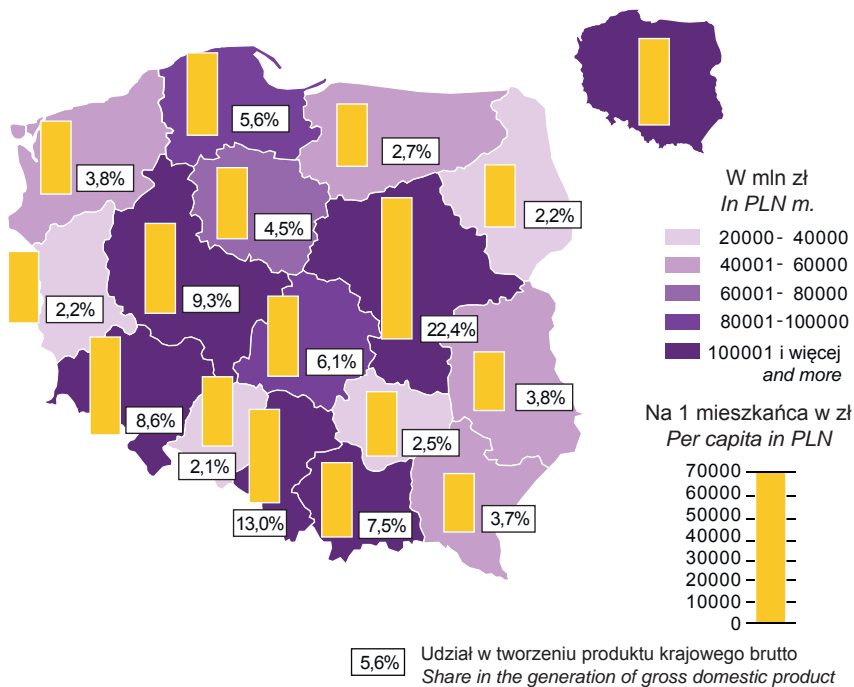 5,6%
3,8%
2,7%
2,2%
4,5%
2,2%
9,3%
22,4%
6,1%
8,6%
3,8%
2,1%
2,5%
13,0%
7,5%
3,7%
W mln zł
In PLN m.
20000 - 40000
40001 - 60000
60001 - 80000
80001-100000
100001 i więcej
and more
Na 1 mieszkańca w zł
Per capita in PLN
70000
60000
50000
40000
30000
20000
10000
0
5,6% Udział w tworzeniu produktu krajowego brutto
Share in the generation of gross domestic product